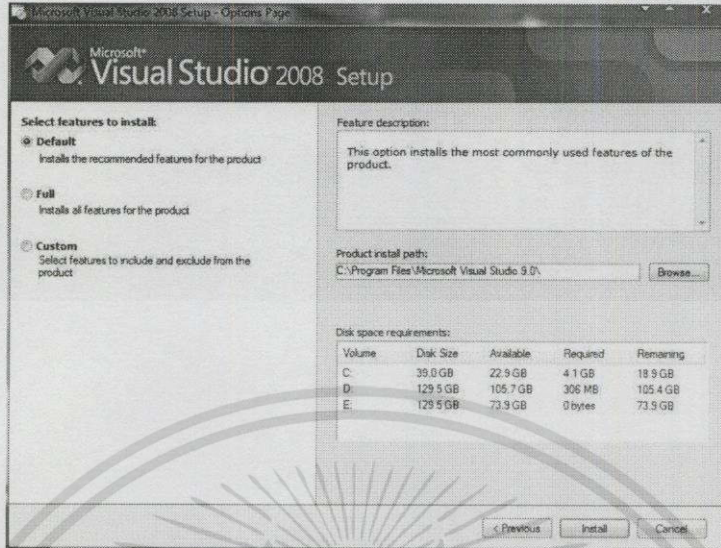 Microsoft Visual Studio 2008 Setup - Options Page
Microsoft®
Visual Studio® 2008 Setup
Select features to install:
Default
Installs the recommended features for the product
Full
Installs all features for the product
Custom
Select features to include and exclude from the
product
Feature description:
This option installs the most commonly used features of the
product.
Product install path:
C:\Program Files\Microsoft Visual Studio 9.0\
Browse...
Disk space requirements:
Volume Disk Size Available Required Remaining
C: 39.0 GB 22.9 GB 4.1 GB 18.9 GB
D: 129.5 GB 105.7 GB 306 MB 105.4 GB
E: 129.5 GB 73.9 GB 0 bytes 73.9 GB
< Previous Install Cancel